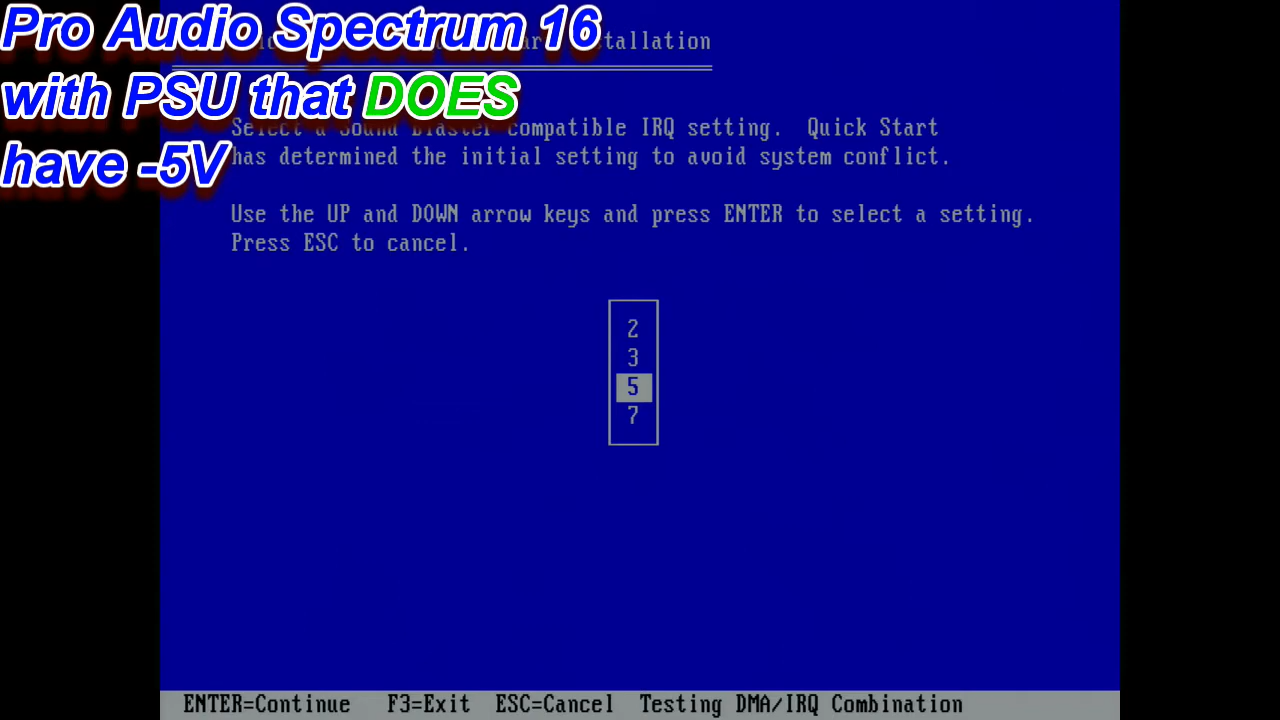 Pro Audio Spectrum 16
with PSU that DOES
have -5V
tallation
Select a Sound Blaster compatible IRQ setting.  Quick Start
has determined the initial setting to avoid system conflict.
Use the UP and DOWN arrow keys and press ENTER to select a setting.
Press ESC to cancel.
2
3
5
7
ENTER=Continue   F3=Exit  ESC=Cancel  Testing DMA/IRQ Combination